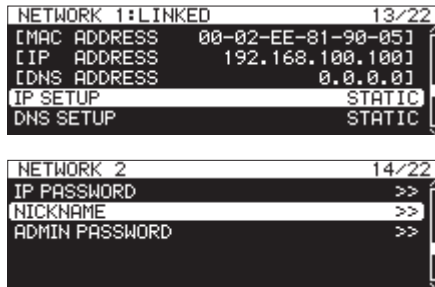 NETWORK 1:LINKED 13/22
[MAC ADDRESS 00-02-EE-81-90-05]
[IP ADDRESS 192.168.100.100]
[DNS ADDRESS 0.0.0.0]
IP SETUP STATIC
DNS SETUP STATIC
NETWORK 2 14/22
IP PASSWORD >>
NICKNAME >>
ADMIN PASSWORD >>